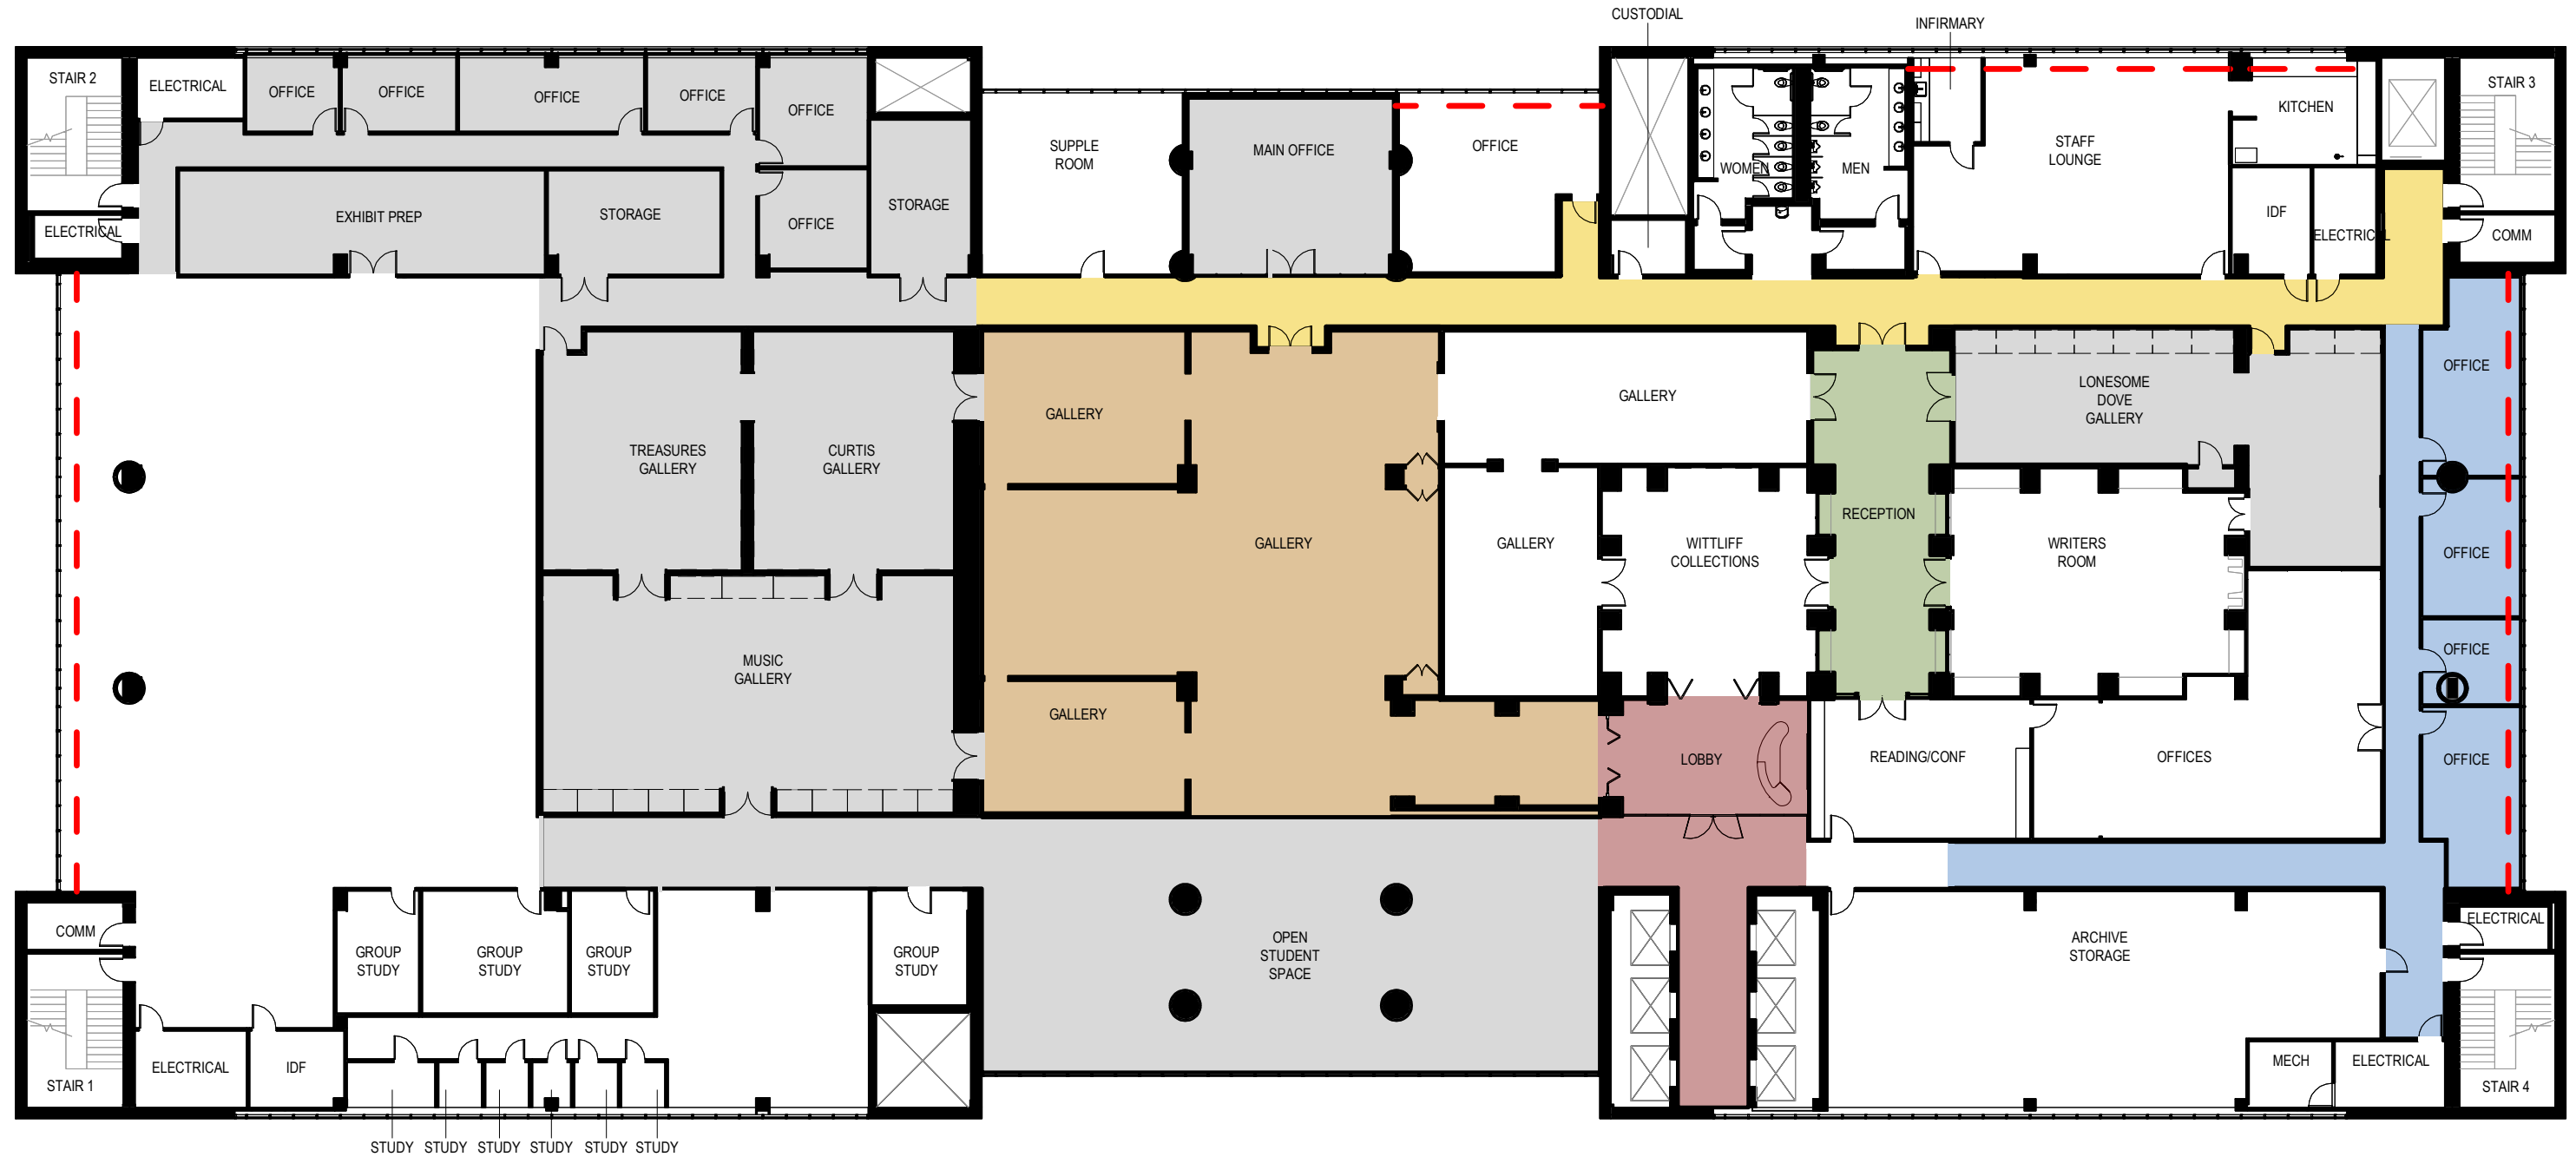 CUSTODIAL
INFIRMARY
STAIR 2
ELECTRICAL
OFFICE
OFFICE
OFFICE
OFFICE
OFFICE
STAIR 3
KITCHEN
SUPPLE
ROOM
MAIN OFFICE
OFFICE
STAFF
LOUNGE
WOMEN
MEN
EXHIBIT PREP
STORAGE
STORAGE
OFFICE
IDF
ELECTRICAL
ELECTRICAL
COMM
OFFICE
LONESOME
DOVE
GALLERY
GALLERY
GALLERY
TREASURES
GALLERY
CURTIS
GALLERY
RECEPTION
GALLERY
GALLERY
WITTLIFF
COLLECTIONS
WRITERS
ROOM
OFFICE
OFFICE
MUSIC
GALLERY
GALLERY
LOBBY
READING/CONF
OFFICES
OFFICE
COMM
GROUP
STUDY
GROUP
STUDY
GROUP
STUDY
GROUP
STUDY
OPEN
STUDENT
SPACE
ARCHIVE
STORAGE
ELECTRICAL
STAIR 1
ELECTRICAL
IDF
MECH
ELECTRICAL
STAIR 4
STUDY
STUDY
STUDY
STUDY
STUDY
STUDY